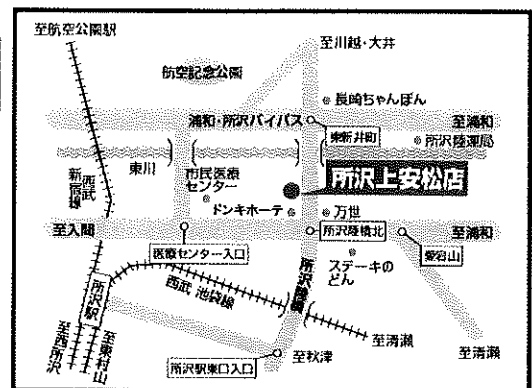 至航空公園駅
至川越・大井
航空記念公園
長崎ちゃんぽん
浦和・所沢バイパス
至浦和
東新井町
所沢陸運局
東川
市民医療
センター
所沢上安松店
西武
新宿線
ドンキホーテ
万世
至入間
所沢陸橋北
至浦和
医療センター入口
愛宕山
ステーキの
どん
所沢陸橋
西武 池袋線
所沢駅
至清瀬
至西所沢
至東村山
所沢駅東口入口
至秋津
至清瀬